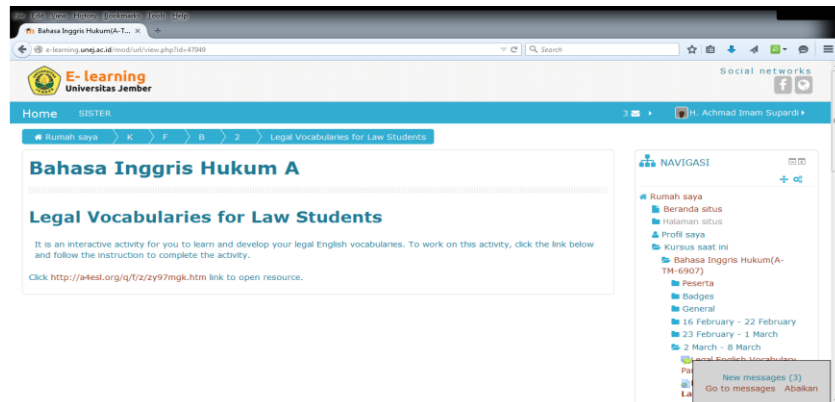 File Edit View History Bookmarks Tools Help
Bahasa Inggris Hukum(A-T... × +
e-learning.unej.ac.id/mod/url/view.php?id=47949
Search
E- learning
Universitas Jember
Social networks
Home SISTER
3
H. Achmad Imam Supardi
Rumah saya K F B 2 Legal Vocabularies for Law Students
Bahasa Inggris Hukum A
Legal Vocabularies for Law Students
It is an interactive activity for you to learn and develop your legal English vocabularies. To work on this activity, click the link below
and follow the instruction to complete the activity.
Click http://a4esl.org/q/f/z/zy97mgk.htm link to open resource.
NAVIGASI
Rumah saya
Beranda situs
Halaman situs
Profil saya
Kursus saat ini
Bahasa Inggris Hukum(A-
TM-6907)
Peserta
Badges
General
16 February - 22 February
23 February - 1 March
2 March - 8 March
Legal English Vocabulary
New messages (3)
Go to messages Abaikan